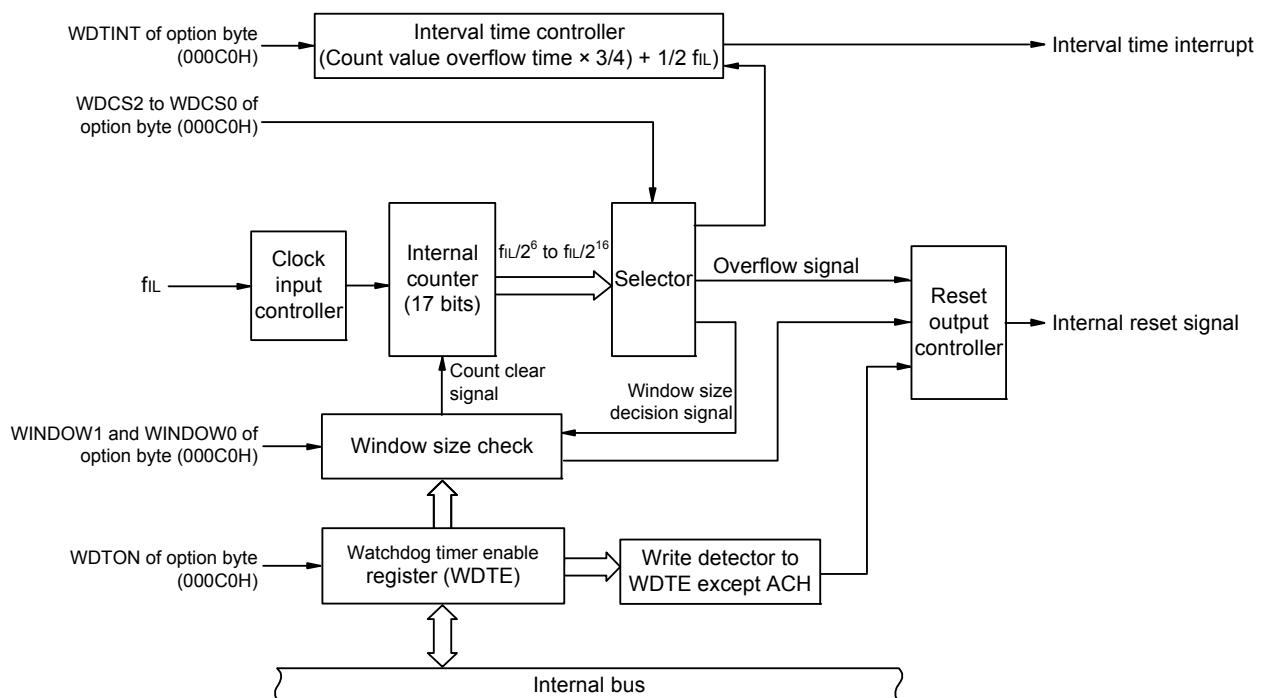 WDTINT of option byte
(000C0H)
Interval time controller
(Count value overflow time × 3/4) + 1/2 fIL)
Interval time interrupt
WDCS2 to WDCS0 of
option byte (000C0H)
fIL
Clock
input
controller
Internal
counter
(17 bits)
fIL/2⁶ to fIL/2¹⁶
Selector
Overflow signal
Reset
output
controller
Internal reset signal
Count clear
signal
Window size
decision signal
WINDOW1 and WINDOW0 of
option byte (000C0H)
Window size check
WDTON of option byte
(000C0H)
Watchdog timer enable
register (WDTE)
Write detector to
WDTE except ACH
Internal bus